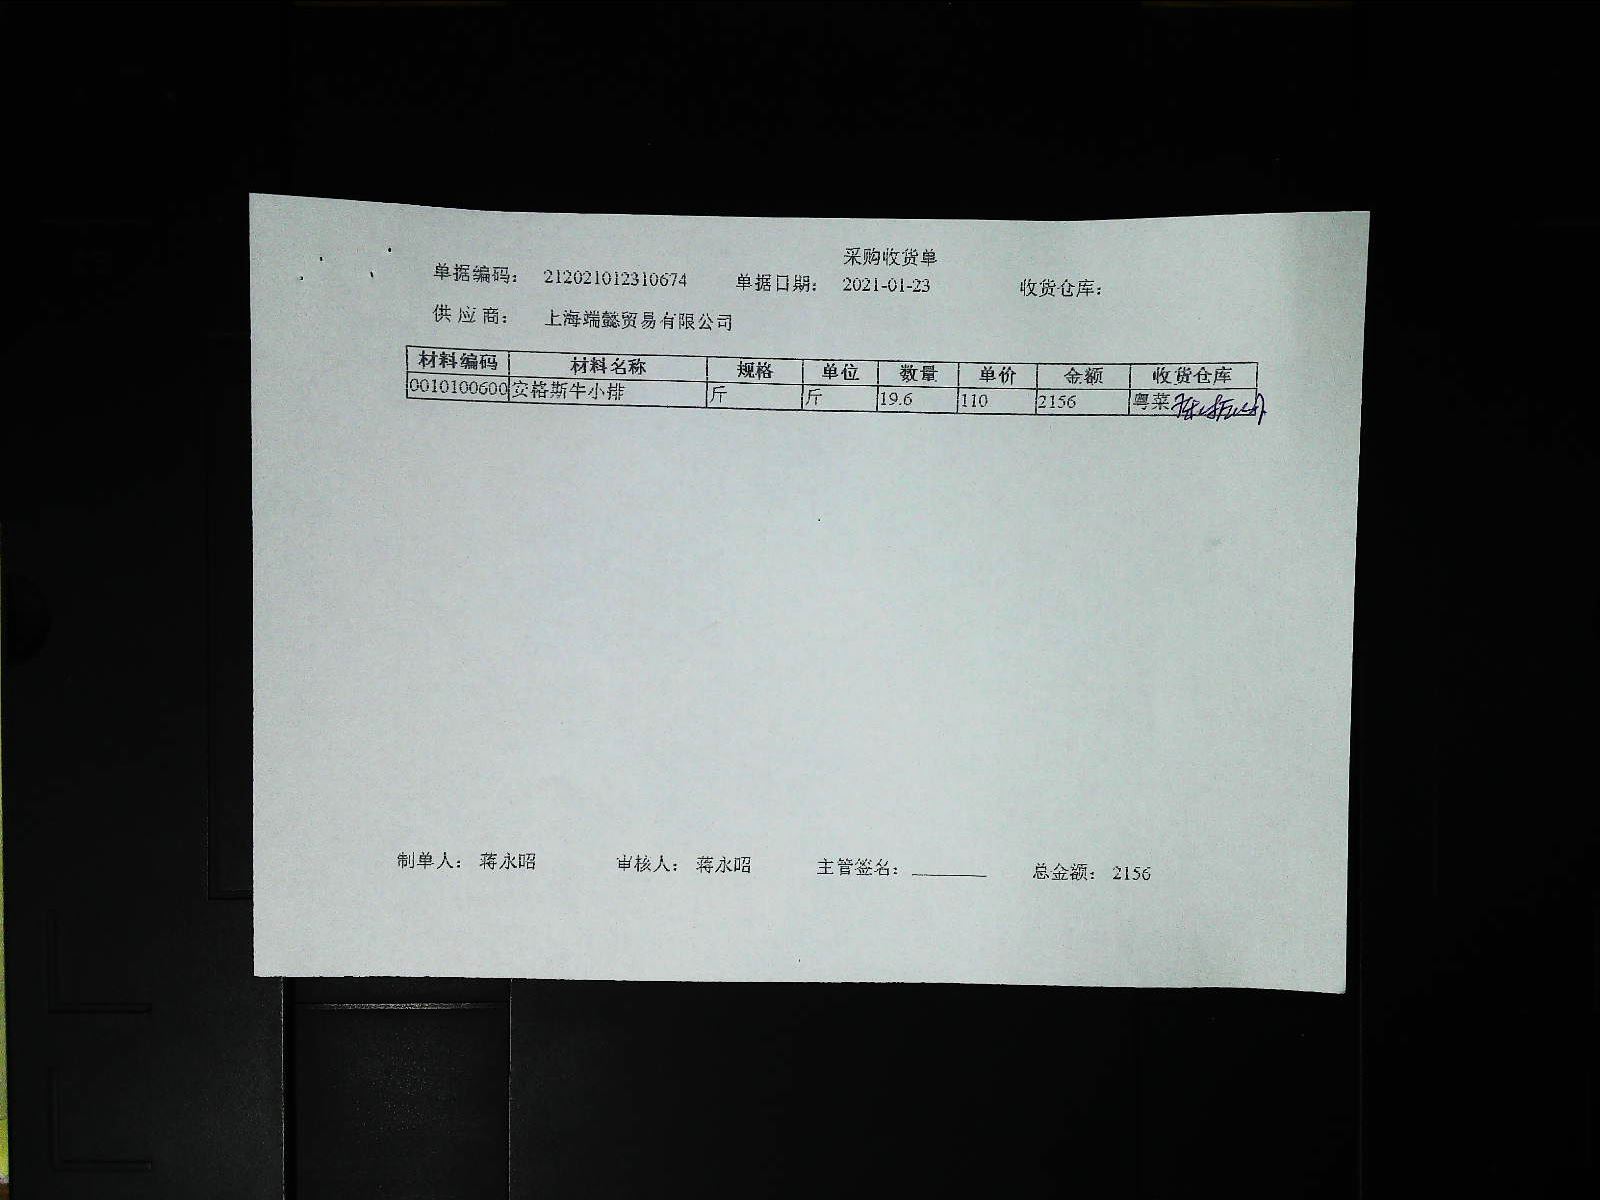 采购收货单
单据编码: 212021012310674 单据日期: 2021-01-23 收货仓库:
供应商: 上海端懿贸易有限公司
材料编码 材料名称 规格 单位 数量 单价 金额 收货仓库
0010100600 安格斯牛小排 斤 斤 19.6 110 2156 粤菜
制单人: 蒋永昭 审核人: 蒋永昭 主管签名: 总金额: 2156